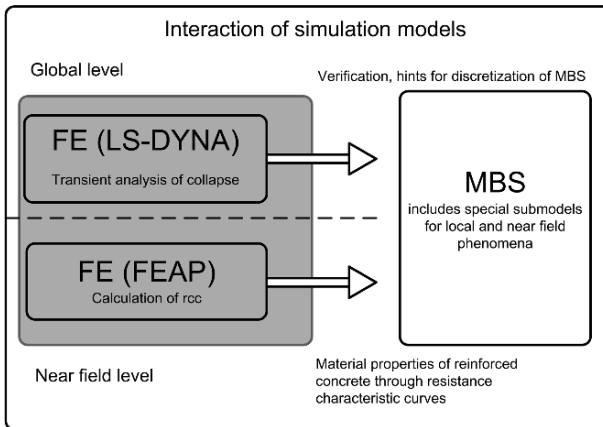 Interaction of simulation models
Global level
Verification, hints for discretization of MBS
FE (LS-DYNA)
Transient analysis of collapse
MBS
includes special submodels
for local and near field
phenomena
FE (FEAP)
Calculation of rcc
Near field level
Material properties of reinforced
concrete through resistance
characteristic curves